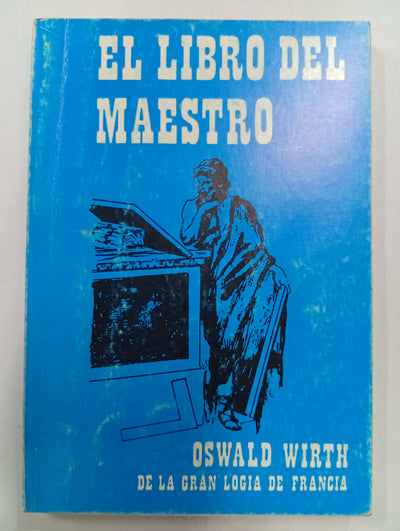 EL LIBRO DEL
MAESTRO
OSWALD WIRTH
DE LA GRAN LOGIA DE FRANCIA